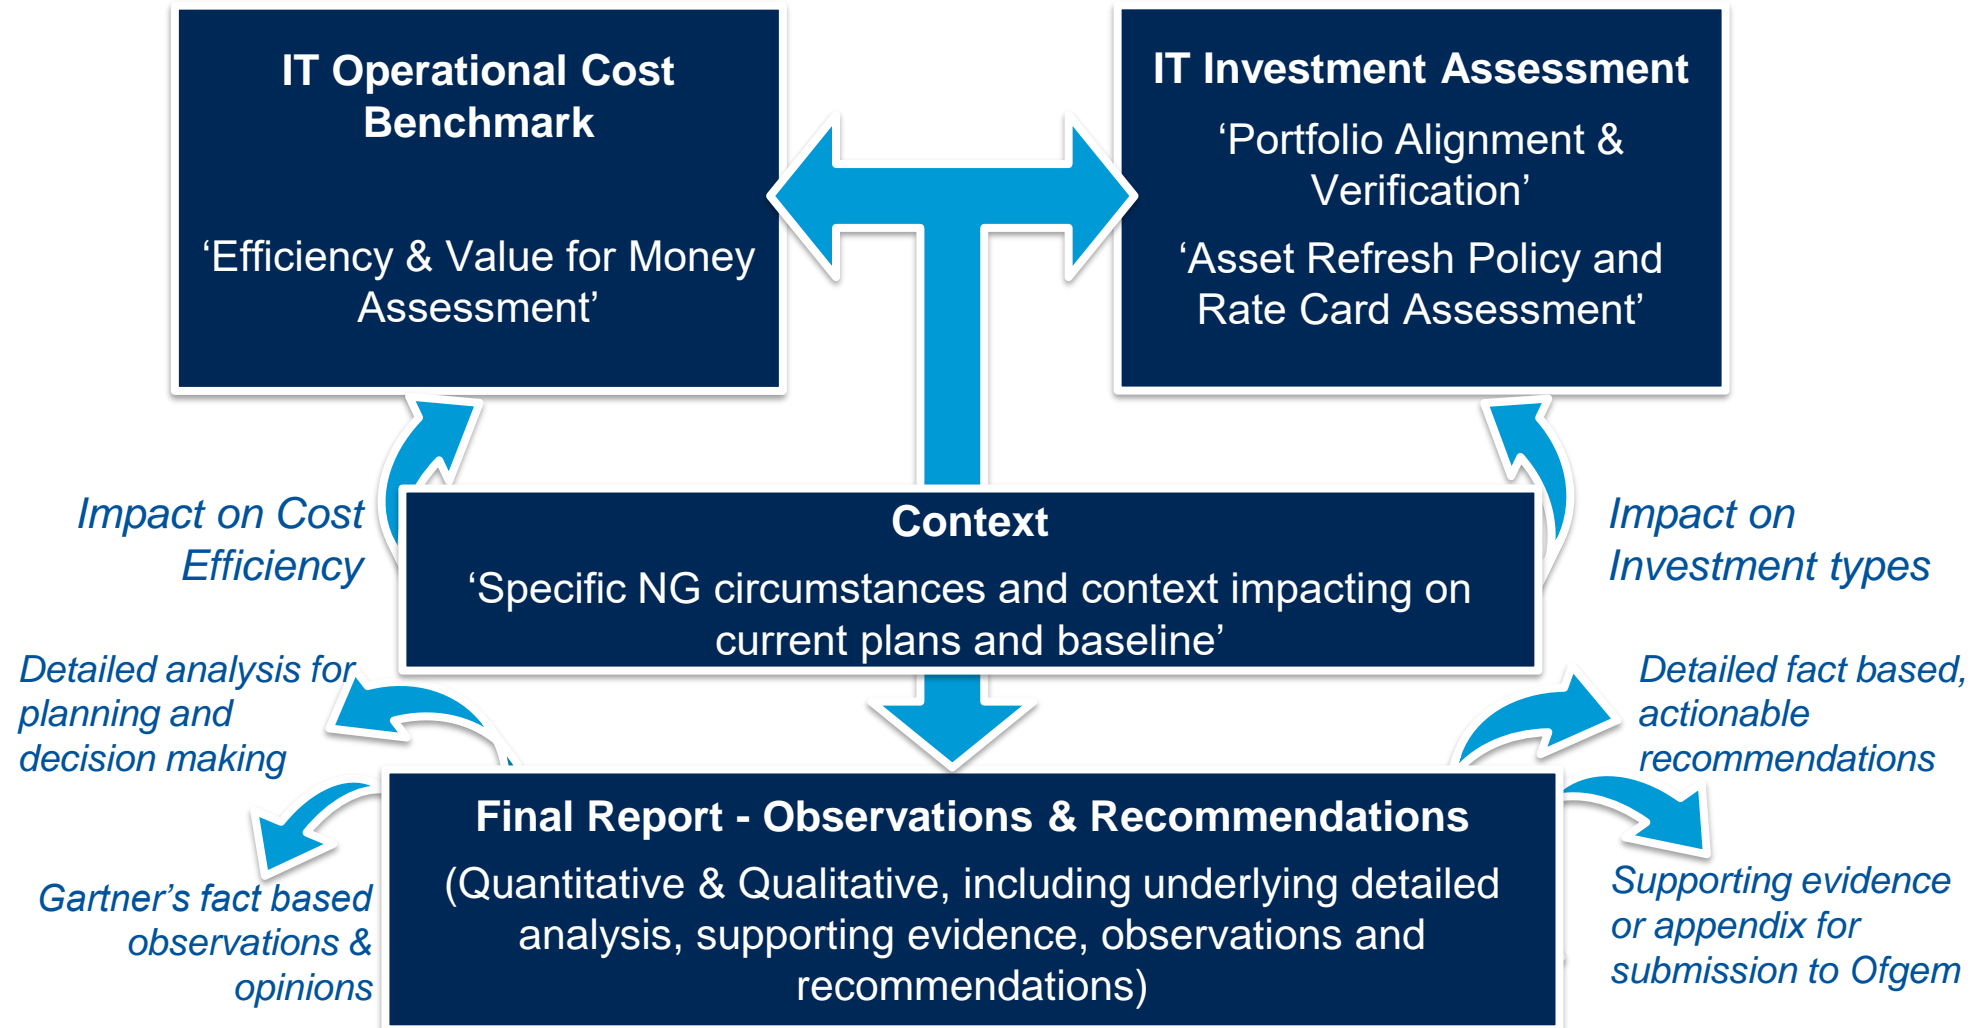 IT Operational Cost
Benchmark
‘Efficiency & Value for Money
Assessment’
IT Investment Assessment
‘Portfolio Alignment &
Verification’
‘Asset Refresh Policy and
Rate Card Assessment’
Impact on Cost
Efficiency
Context
‘Specific NG circumstances and context impacting on
current plans and baseline’
Impact on
Investment types
Detailed analysis for
planning and
decision making
Detailed fact based,
actionable
recommendations
Gartner’s fact based
observations &
opinions
Final Report - Observations & Recommendations
(Quantitative & Qualitative, including underlying detailed
analysis, supporting evidence, observations and
recommendations)
Supporting evidence
or appendix for
submission to Ofgem